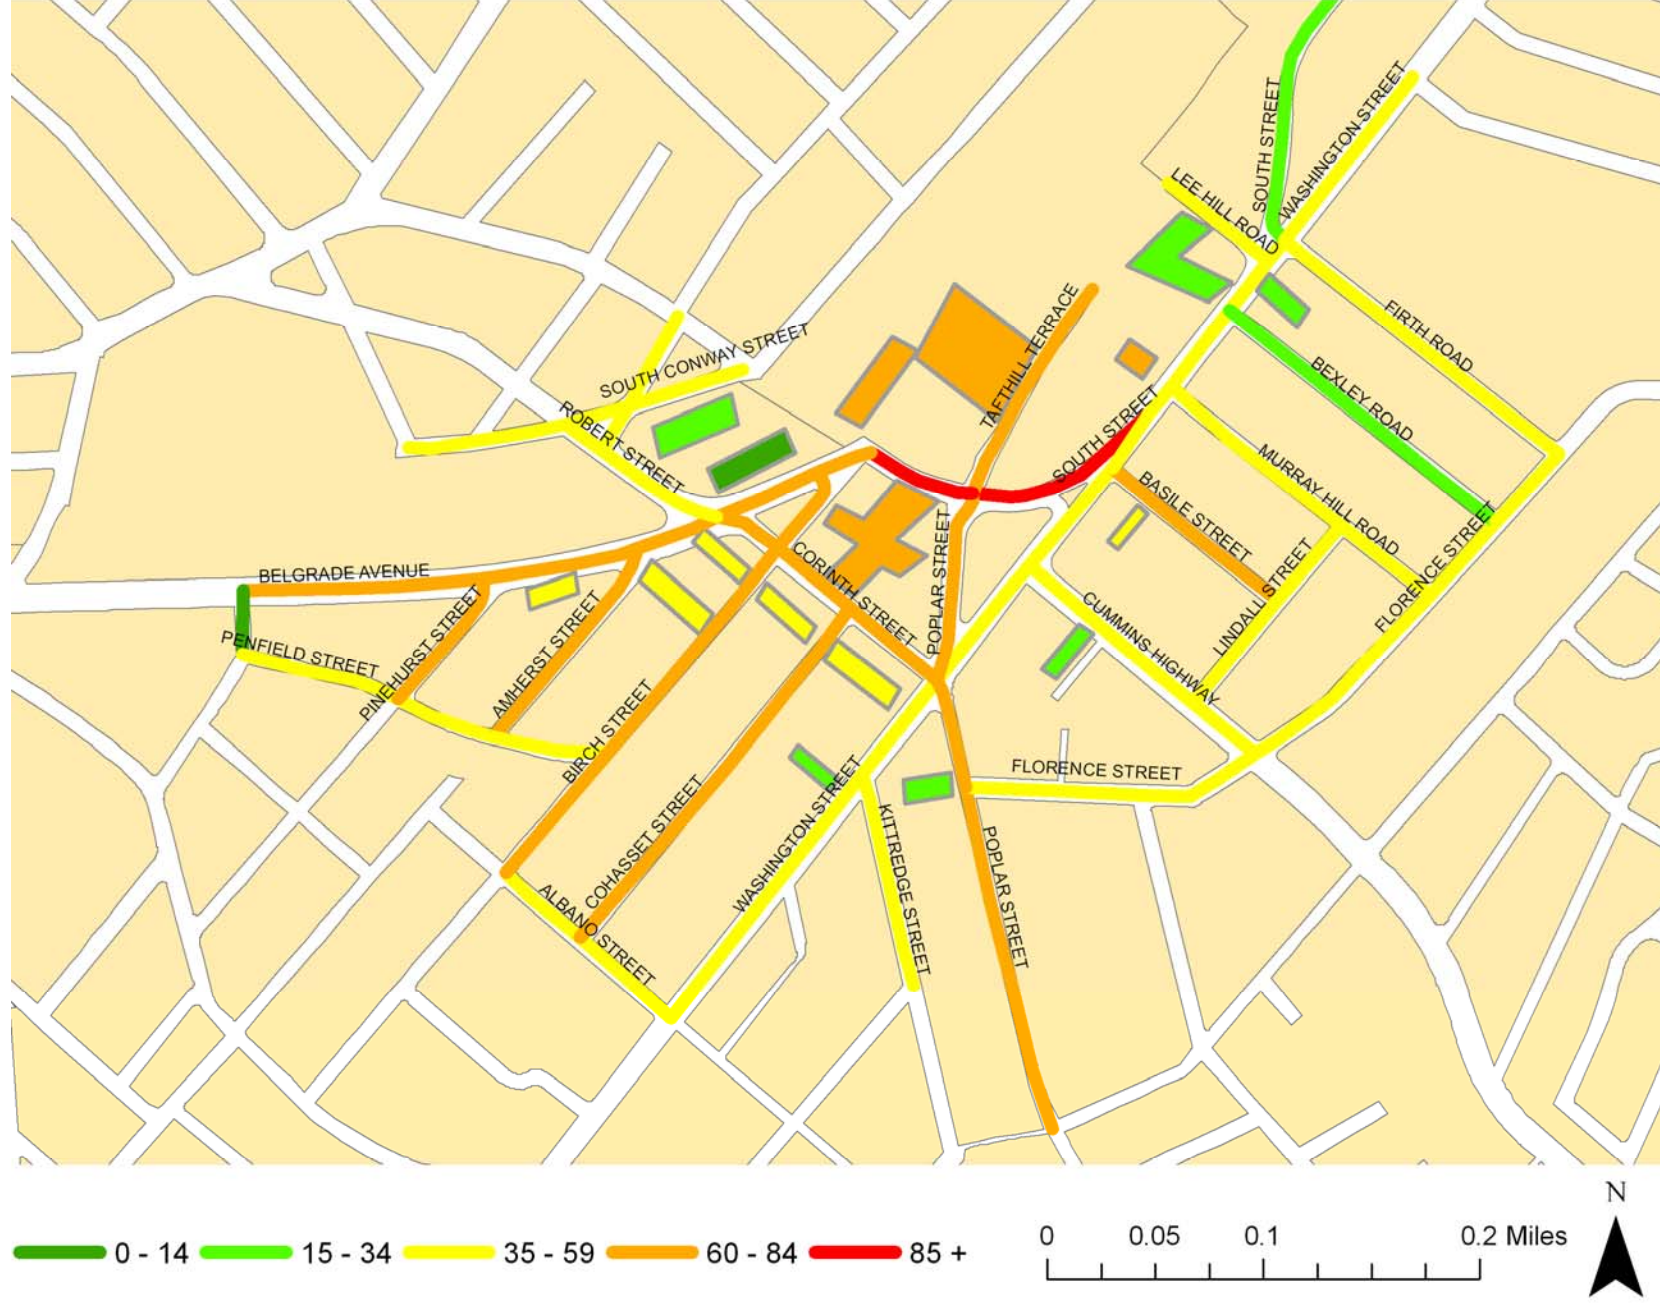 SOUTH STREET
WASHINGTON STREET
LEE HILL ROAD
FIRTH ROAD
TAFTHILL TERRACE
SOUTH CONWAY STREET
BEXLEY ROAD
ROBERT STREET
SOUTH STREET
MURRAY HILL ROAD
BASILE STREET
BELGRADE AVENUE
CORINTH STREET
POPLAR STREET
LINDALL STREET
FLORENCE STREET
PENFIELD STREET
PINEHURST STREET
AMHERST STREET
CUMMINS HIGHWAY
BIRCH STREET
FLORENCE STREET
COHASSET STREET
WASHINGTON STREET
KITTREDGE STREET
POPLAR STREET
ALBANO STREET
N
0 0.05 0.1 0.2 Miles
0 - 14 15 - 34 35 - 59 60 - 84 85 +